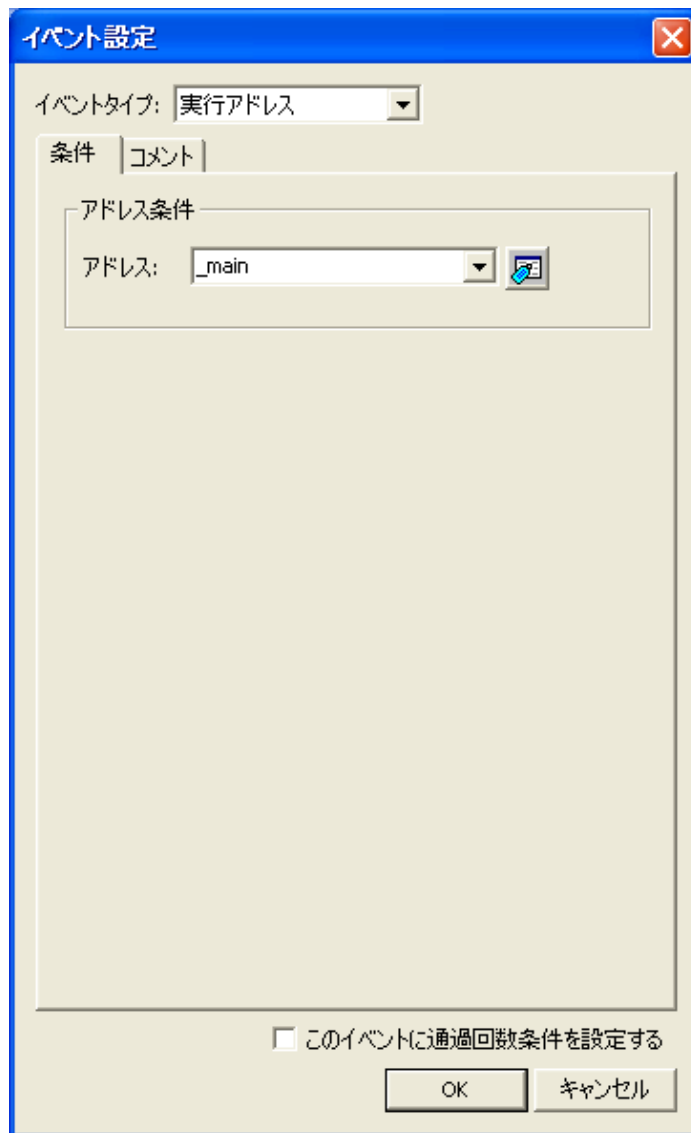 イベント設定
イベントタイプ: 実行アドレス
条件 コメント
アドレス条件
アドレス: _main
このイベントに通過回数条件を設定する
OK キャンセル